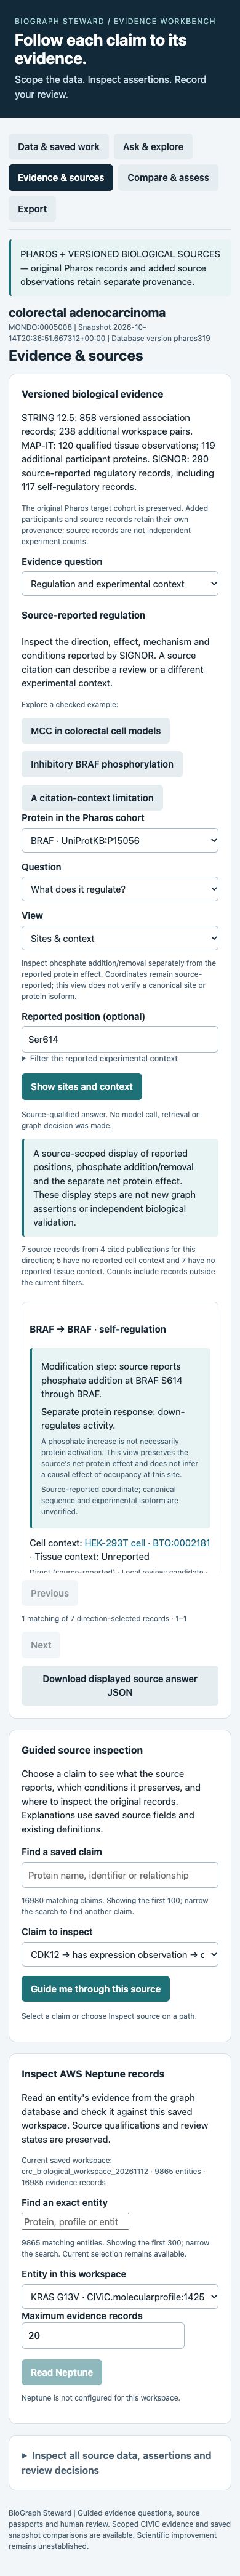 BIOGRAPH STEWARD / EVIDENCE WORKBENCH
Follow each claim to its
evidence.
Scope the data. Inspect assertions. Record
your review.
Data & saved work
Ask & explore
Evidence & sources
Compare & assess
Export
PHAROS + VERSIONED BIOLOGICAL SOURCES
— original Pharos records and added source
observations retain separate provenance.
colorectal adenocarcinoma
MONDO:0005008 | Snapshot 2026-10-
14T20:36:51.667312+00:00 | Database version pharos319
Evidence & sources
Versioned biological evidence
STRING 12.5: 858 versioned association
records; 238 additional workspace pairs.
MAP-IT: 120 qualified tissue observations; 119
additional participant proteins. SIGNOR: 290
source-reported regulatory records, including
117 self-regulatory records.
The original Pharos target cohort is preserved. Added
participants and source records retain their own
provenance; source records are not independent
experiment counts.
Evidence question
Regulation and experimental context
Source-reported regulation
Inspect the direction, effect, mechanism and
conditions reported by SIGNOR. A source
citation can describe a review or a different
experimental context.
Explore a checked example:
MCC in colorectal cell models
Inhibitory BRAF phosphorylation
A citation-context limitation
Protein in the Pharos cohort
BRAF · UniProtKB:P15056
Question
What does it regulate?
View
Sites & context
Inspect phosphate addition/removal separately from the
reported protein effect. Coordinates remain source-
reported; this view does not verify a canonical site or
protein isoform.
Reported position (optional)
Ser614
▶ Filter the reported experimental context
Show sites and context
Source-qualified answer. No model call, retrieval or
graph decision was made.
A source-scoped display of reported
positions, phosphate addition/removal
and the separate net protein effect.
These display steps are not new graph
assertions or independent biological
validation.
7 source records from 4 cited publications for this
direction; 5 have no reported cell context and 7 have no
reported tissue context. Counts include records outside
the current filters.
BRAF → BRAF · self-regulation
Modification step: source reports
phosphate addition at BRAF S614
through BRAF.
Separate protein response: down-
regulates activity.
A phosphate increase is not necessarily
protein activation. This view preserves the
source's net protein effect and does not infer
a causal effect of occupancy at this site.
Source-reported coordinate; canonical
sequence and experimental isoform are
unverified.
Cell context: HEK-293T cell · BTO:0002181
· Tissue context: Unreported
Direct (source-reported) · Local review: candidate
Previous
1 matching of 7 direction-selected records · 1–1
Next
Download displayed source answer
JSON
Guided source inspection
Choose a claim to see what the source
reports, which conditions it preserves, and
where to inspect the original records.
Explanations use saved source fields and
existing definitions.
Find a saved claim
Protein name, identifier or relationship
16980 matching claims. Showing the first 100; narrow
the search to find another claim.
Claim to inspect
CDK12 → has expression observation → c
Guide me through this source
Select a claim or choose Inspect source on a path.
Inspect AWS Neptune records
Read an entity's evidence from the graph
database and check it against this saved
workspace. Source qualifications and review
states are preserved.
Current saved workspace:
crc_biological_workspace_20261112 · 9865 entities ·
16985 evidence records
Find an exact entity
Protein, profile or entit
9865 matching entities. Showing the first 300; narrow
the search. Current selection remains available.
Entity in this workspace
KRAS G13V · CIViC.molecularprofile:1425
Maximum evidence records
20
Read Neptune
Neptune is not configured for this workspace.
▶ Inspect all source data, assertions and
review decisions
BioGraph Steward | Guided evidence questions, source
passports and human review. Scoped CIViC evidence and saved
snapshot comparisons are available. Scientific improvement
remains unestablished.